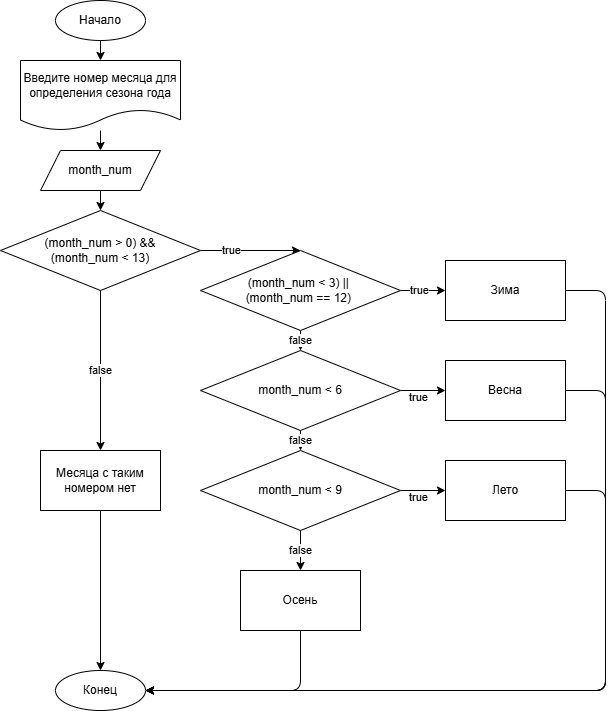 Начало
Введите номер месяца для
определения сезона года
month_num
(month_num > 0) &&
(month_num < 13)
true
(month_num < 3) ||
(month_num == 12)
true
Зима
false
month_num < 6
true
Весна
false
false
month_num < 9
true
Лето
Месяца с таким
номером нет
false
Осень
Конец